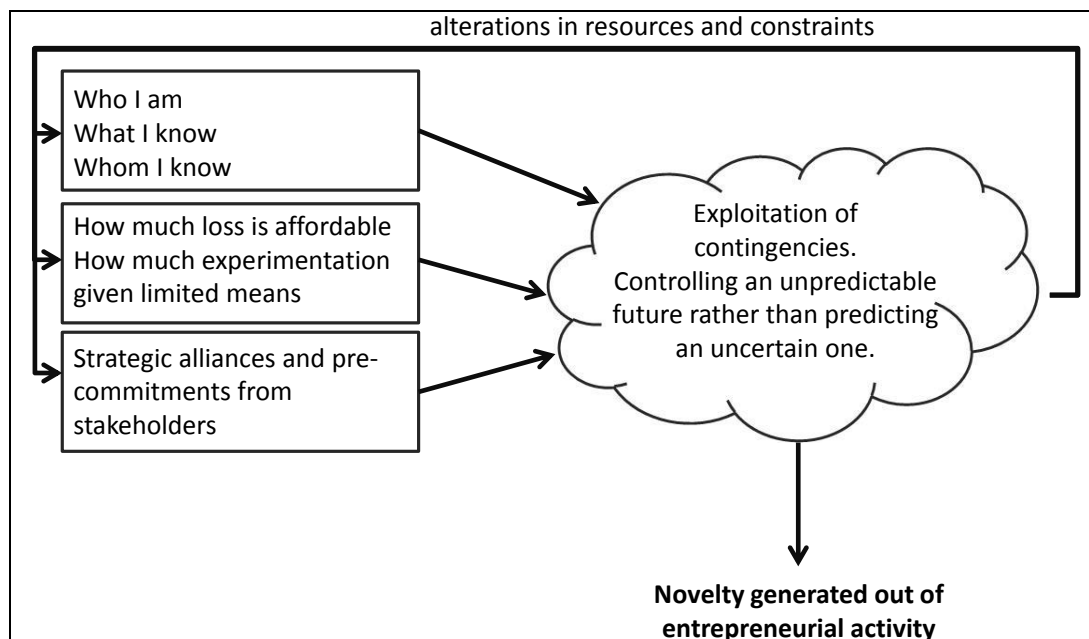 alterations in resources and constraints
Who I am
What I know
Whom I know
How much loss is affordable
How much experimentation
given limited means
Strategic alliances and pre-
commitments from
stakeholders
Exploitation of
contingencies.
Controlling an unpredictable
future rather than predicting
an uncertain one.
Novelty generated out of
entrepreneurial activity